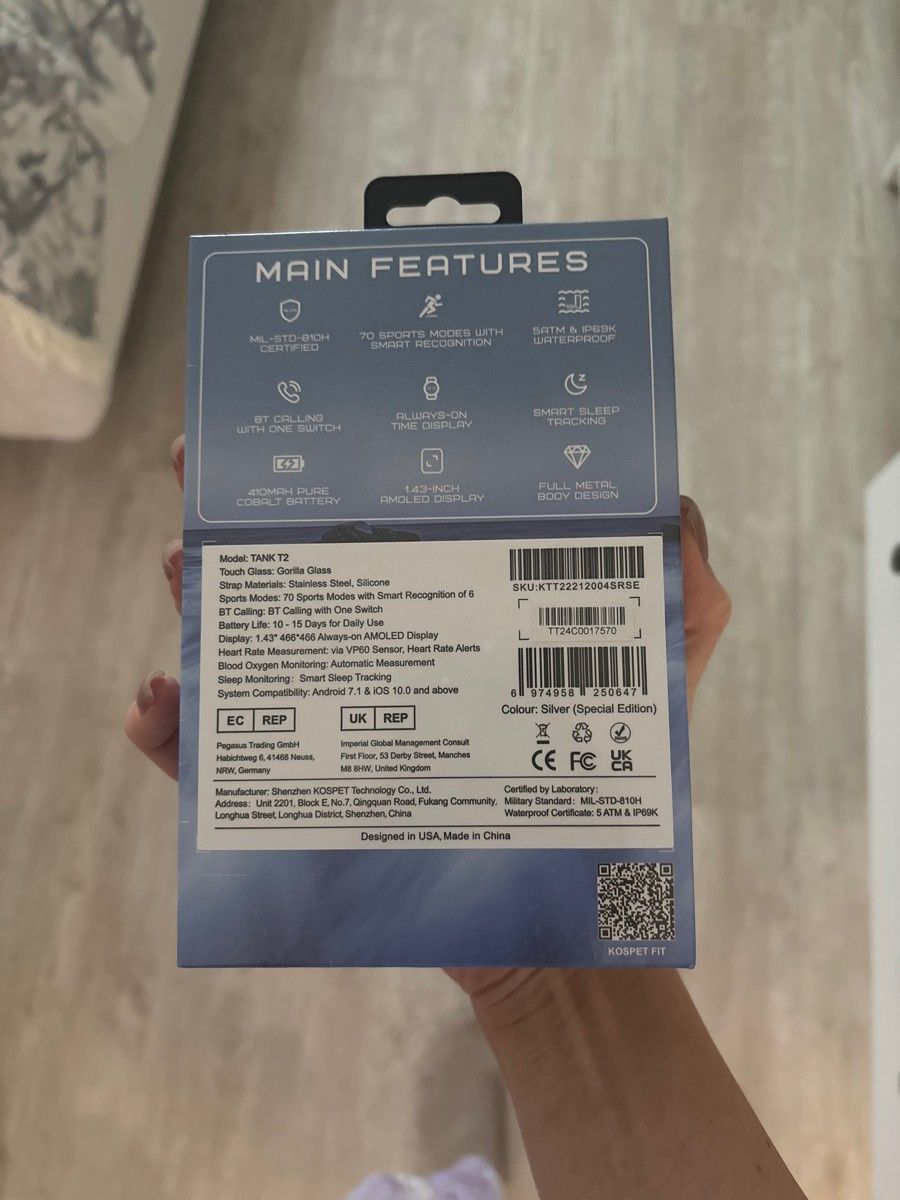 MAIN FEATURES
MIL-STD-810H
CERTIFIED
70 SPORTS MODES WITH
SMART RECOGNITION
5ATM & IP69K
WATERPROOF
BT CALLING
WITH ONE SWITCH
ALWAYS-ON
TIME DISPLAY
SMART SLEEP
TRACKING
410MAH PURE
COBALT BATTERY
1.43-INCH
AMOLED DISPLAY
FULL METAL
BODY DESIGN
Model: TANK T2
Touch Glass: Gorilla Glass
Strap Materials: Stainless Steel, Silicone
Sports Modes: 70 Sports Modes with Smart Recognition of 6
BT Calling: BT Calling with One Switch
Battery Life: 10 - 15 Days for Daily Use
Display: 1.43" 466*466 Always-on AMOLED Display
Heart Rate Measurement: via VP60 Sensor, Heart Rate Alerts
Blood Oxygen Monitoring: Automatic Measurement
Sleep Monitoring: Smart Sleep Tracking
System Compatibility: Android 7.1 & iOS 10.0 and above
SKU:KTT22212004SRSE
TT24C0017570
6 974958 250647
Colour: Silver (Special Edition)
EC REP
Pegasus Trading GmbH
Habichtweg 6, 41468 Neuss,
NRW, Germany
UK REP
Imperial Global Management Consult
First Floor, 53 Derby Street, Manches
M8 8HW, United Kingdom
CE FC UK
CA
Manufacturer: Shenzhen KOSPET Technology Co., Ltd.
Address: Unit 2201, Block E, No.7, Qingquan Road, Fukang Community,
Longhua Street, Longhua District, Shenzhen, China
Certified by Laboratory:
Military Standard: MIL-STD-810H
Waterproof Certificate: 5 ATM & IP69K
Designed in USA, Made in China
KOSPET FIT